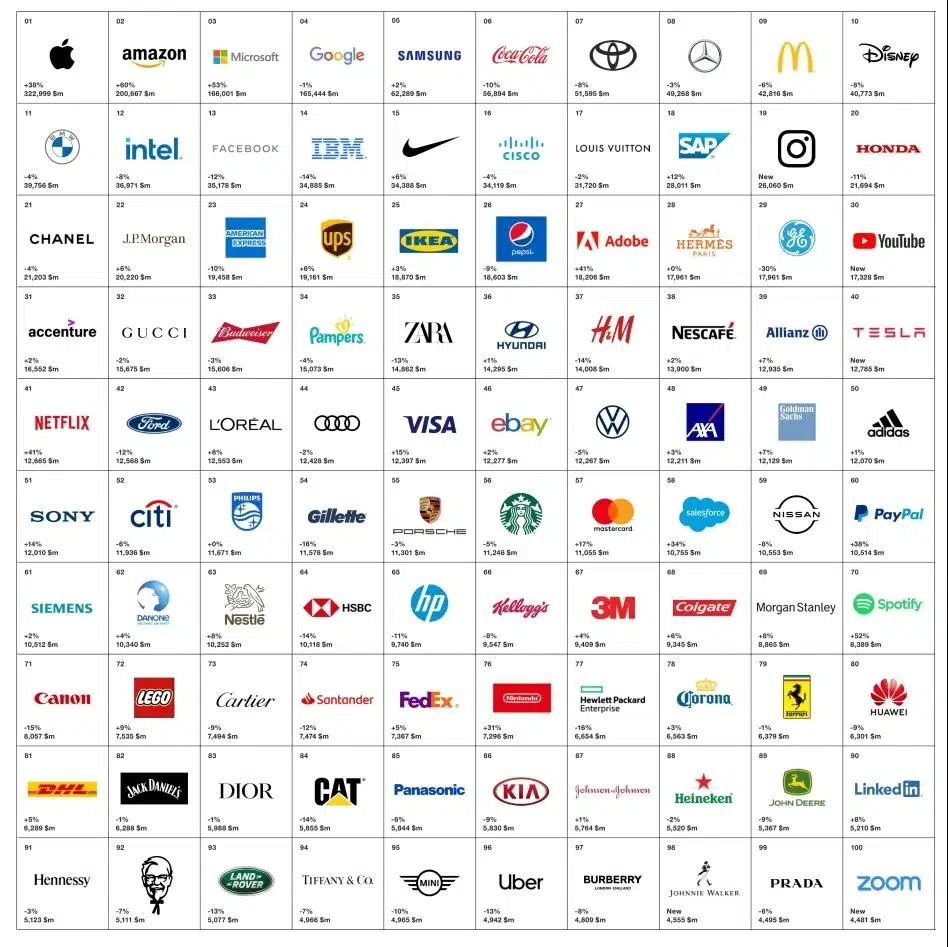 01
+38%
322,999 $m
02
amazon
+60%
200,667 $m
03
Microsoft
+53%
166,001 $m
04
Google
-1%
165,444 $m
05
SAMSUNG
+2%
62,289 $m
06
Coca-Cola
-10%
56,894 $m
07
-8%
51,595 $m
08
-3%
49,268 $m
09
-6%
42,816 $m
10
Disney
-8%
40,773 $m
11
BMW
-4%
39,756 $m
12
intel
-8%
36,971 $m
13
FACEBOOK
-12%
35,178 $m
14
IBM
-14%
34,885 $m
15
+6%
34,388 $m
16
CISCO
-4%
34,119 $m
17
LOUIS VUITTON
-2%
31,720 $m
18
SAP
+12%
28,011 $m
19
New
26,060 $m
20
HONDA
-11%
21,694 $m
21
CHANEL
-4%
21,203 $m
22
J.P.Morgan
+6%
20,220 $m
23
AMERICAN
EXPRESS
-10%
19,458 $m
24
ups
+6%
19,161 $m
25
IKEA
+3%
18,870 $m
26
pepsi
-9%
18,603 $m
27
Adobe
+41%
18,206 $m
28
HERMÈS
PARIS
+0%
17,961 $m
29
GE
-30%
17,961 $m
30
YouTube
New
17,328 $m
31
accenture
+2%
16,552 $m
32
GUCCI
-2%
15,675 $m
33
Budweiser
-3%
15,606 $m
34
Pampers
-4%
15,073 $m
35
ZARA
-13%
14,862 $m
36
HYUNDAI
+1%
14,295 $m
37
H&M
-14%
14,008 $m
38
NESCAFÉ
+2%
13,900 $m
39
Allianz
+7%
12,935 $m
40
TESLA
New
12,785 $m
41
NETFLIX
+41%
12,665 $m
42
Ford
-12%
12,568 $m
43
L'ORÉAL
+8%
12,553 $m
44
-2%
12,428 $m
45
VISA
+15%
12,397 $m
46
ebay
+2%
12,277 $m
47
-5%
12,267 $m
48
AXA
+3%
12,211 $m
49
Goldman
Sachs
+7%
12,129 $m
50
adidas
+1%
12,070 $m
51
SONY
+14%
12,010 $m
52
citi
-6%
11,936 $m
53
PHILIPS
+0%
11,671 $m
54
Gillette
-16%
11,578 $m
55
PORSCHE
-3%
11,301 $m
56
-5%
11,246 $m
57
mastercard
+17%
11,055 $m
58
salesforce
+34%
10,755 $m
59
NISSAN
-8%
10,553 $m
60
PayPal
+38%
10,514 $m
61
SIEMENS
+2%
10,512 $m
62
DANONE
+4%
10,340 $m
63
Nestlē
+8%
10,252 $m
64
HSBC
-14%
10,118 $m
65
hp
-11%
9,740 $m
66
Kellogg's
-8%
9,547 $m
67
3M
+4%
9,409 $m
68
Colgate
+6%
9,345 $m
69
Morgan Stanley
+8%
8,865 $m
70
Spotify
+52%
8,389 $m
71
Canon
-15%
8,057 $m
72
LEGO
+9%
7,535 $m
73
Cartier
-9%
7,494 $m
74
Santander
-12%
7,474 $m
75
FedEx
+5%
7,367 $m
76
Nintendo
+31%
7,296 $m
77
Hewlett Packard
Enterprise
-16%
6,654 $m
78
Corona
+3%
6,563 $m
79
Ferrari
-1%
6,379 $m
80
HUAWEI
-9%
6,301 $m
81
DHL
+5%
6,289 $m
82
JACK DANIEL'S
-1%
6,288 $m
83
DIOR
-1%
5,988 $m
84
CAT
-14%
5,855 $m
85
Panasonic
-6%
5,844 $m
86
KIA
-9%
5,830 $m
87
Johnson & Johnson
+1%
5,764 $m
88
Heineken
-2%
5,520 $m
89
JOHN DEERE
-9%
5,367 $m
90
Linked in
+8%
5,210 $m
91
Hennessy
-3%
5,123 $m
92
-7%
5,111 $m
93
LAND-
ROVER
-13%
5,077 $m
94
TIFFANY & CO.
-7%
4,966 $m
95
MINI
-10%
4,965 $m
96
Uber
-13%
4,942 $m
97
BURBERRY
LONDON ENGLAND
-8%
4,809 $m
98
JOHNNIE WALKER
New
4,555 $m
99
PRADA
-6%
4,495 $m
100
zoom
New
4,481 $m